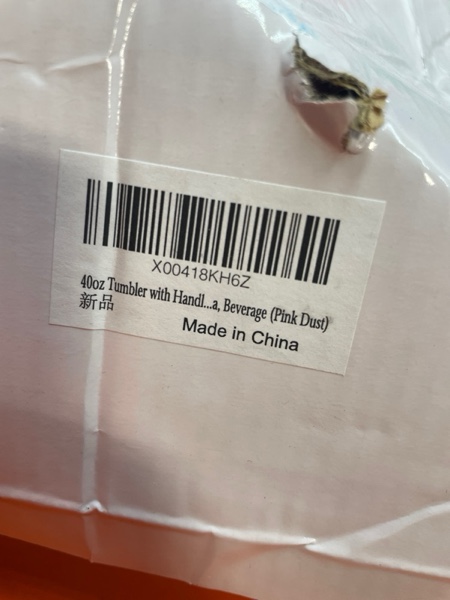 X00418KH6Z
40oz Tumbler with Handl...a, Beverage (Pink Dust)
新品
Made in China